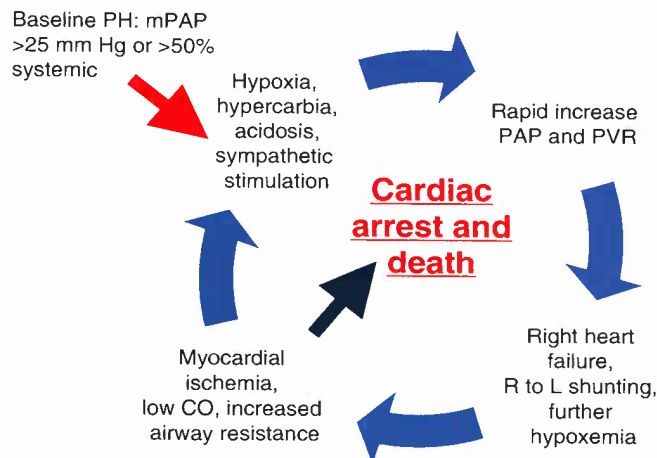 Baseline PH: mPAP
>25 mm Hg or >50%
systemic
Hypoxia,
hypercarbia,
acidosis,
sympathetic
stimulation
Rapid increase
PAP and PVR
Cardiac
arrest and
death
Right heart
failure,
R to L shunting,
further
hypoxemia
Myocardial
ischemia,
low CO, increased
airway resistance